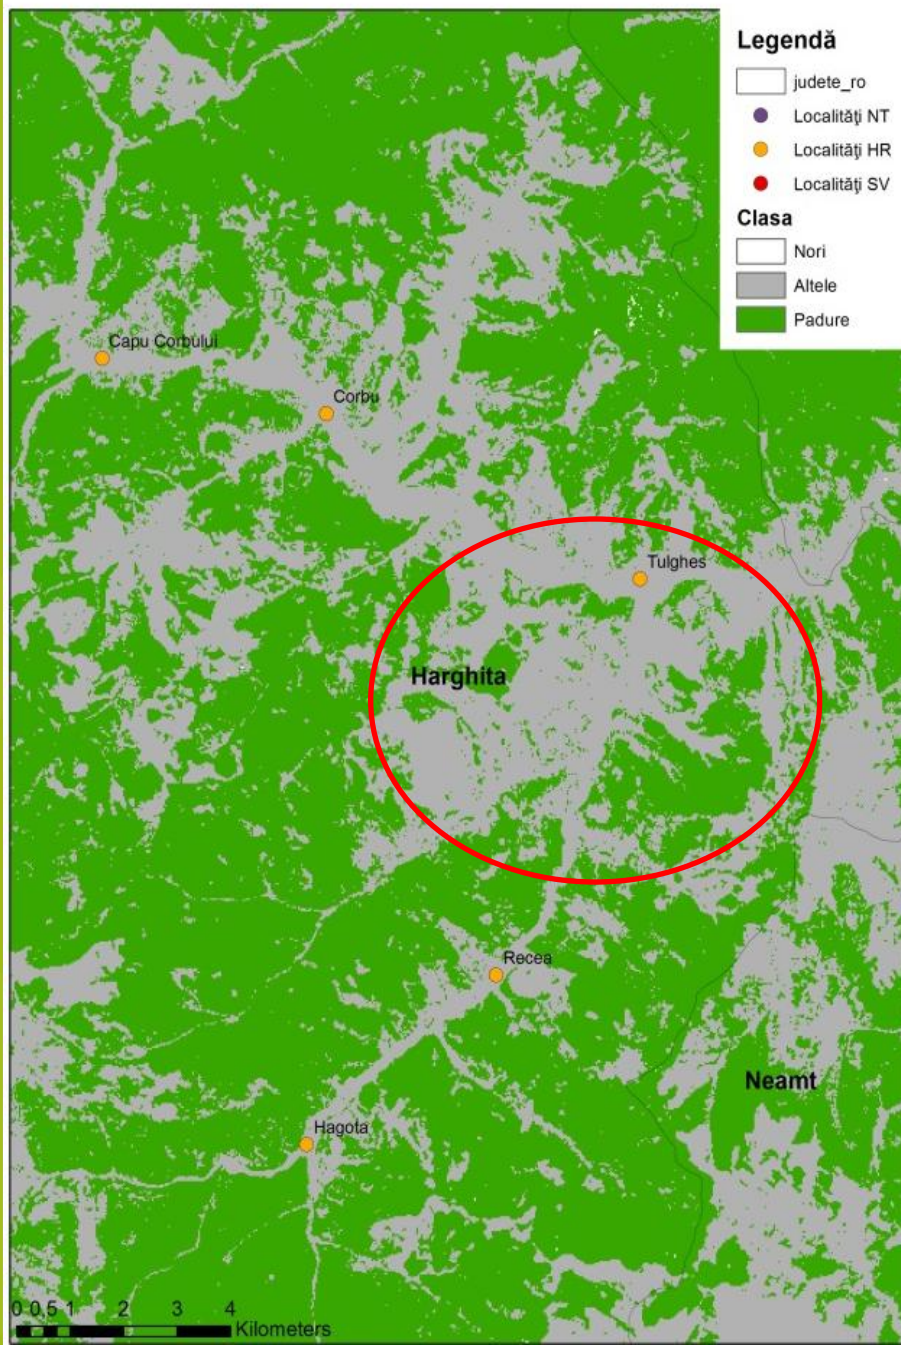 Legendă
judete_ro
Localităţi NT
Localităţi HR
Localităţi SV
Clasa
Nori
Altele
Padure
Capu Corbului
Corbu
Tulghes
Harghita
Recea
Neamt
Hagota
0 0,5 1 2 3 4
Kilometers